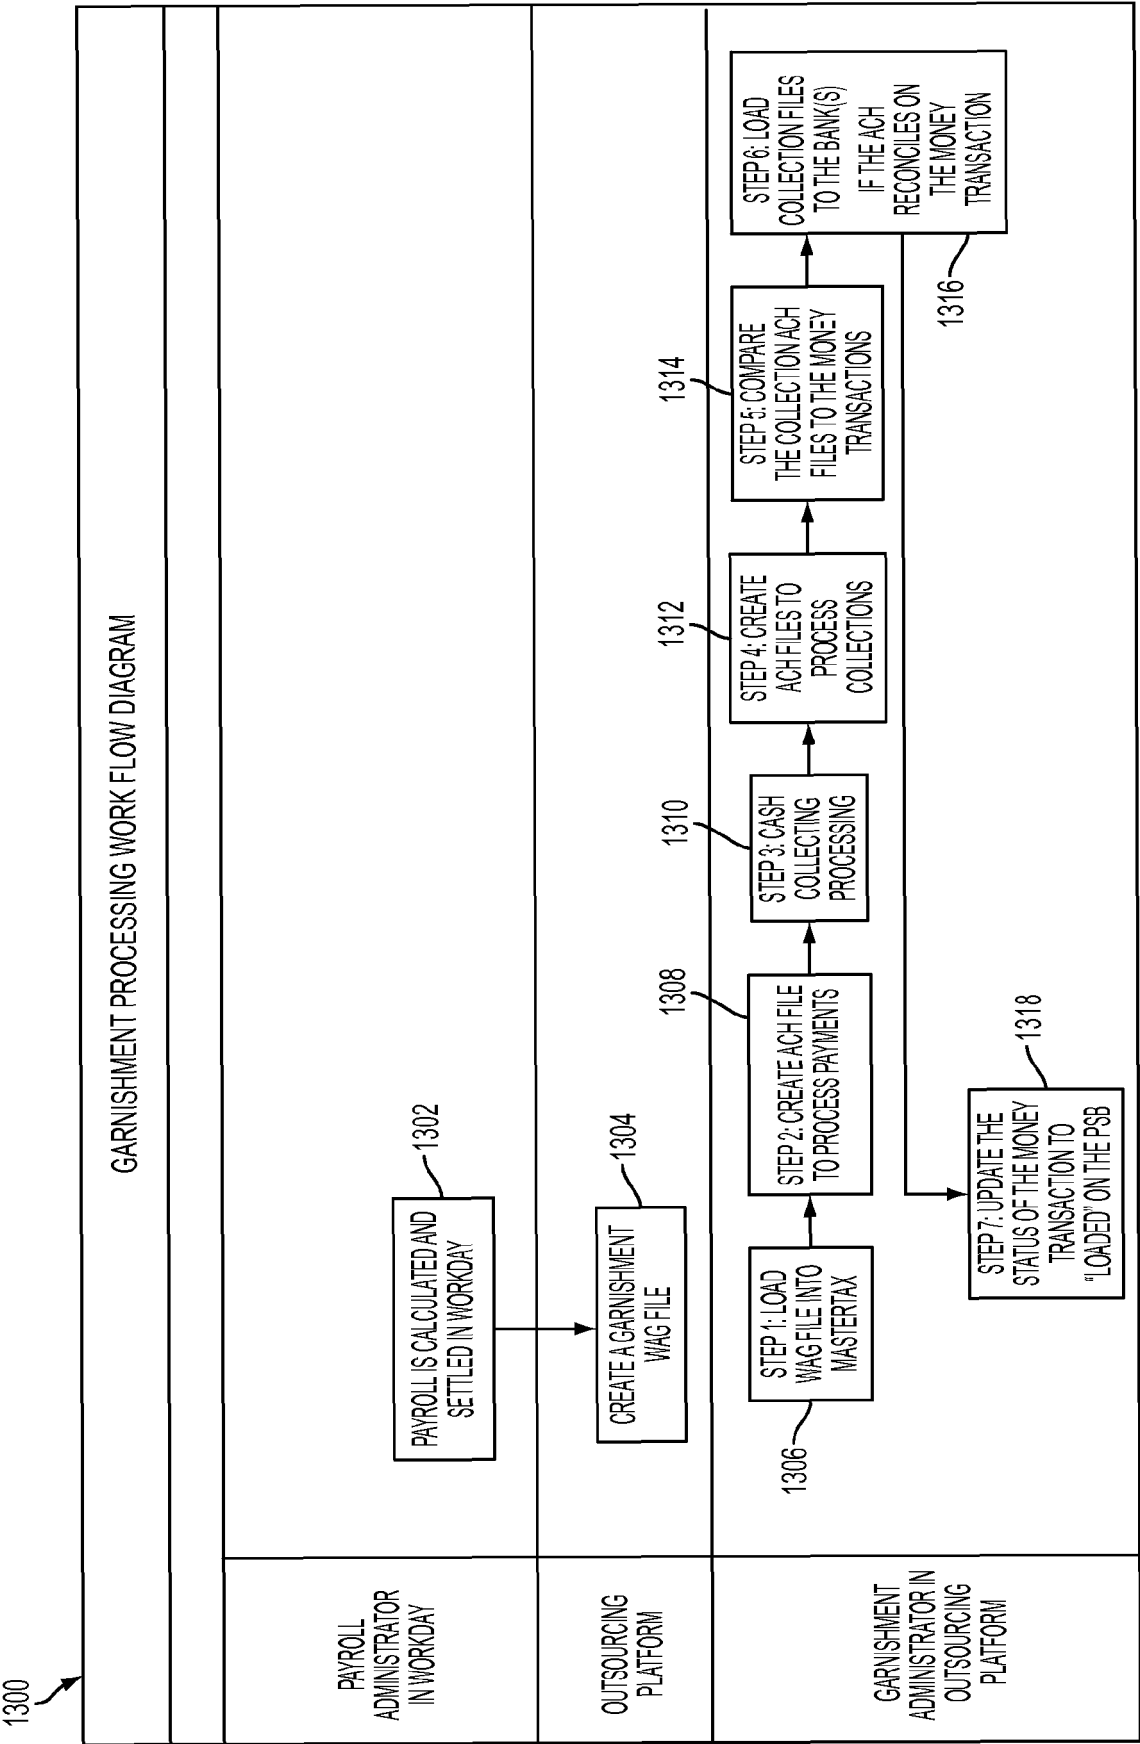 1300
GARNISHMENT PROCESSING WORK FLOW DIAGRAM
PAYROLL
ADMINISTRATOR
IN WORKDAY
PAYROLL IS CALCULATED AND
SETTLED IN WORKDAY
1302
OUTSOURCING
PLATFORM
CREATE A GARNISHMENT
WAG FILE
1304
GARNISHMENT
ADMINISTRATOR IN
OUTSOURCING
PLATFORM
STEP 1: LOAD
WAG FILE INTO
MASTERTAX
1306
STEP 2: CREATE ACH FILE
TO PROCESS PAYMENTS
1308
STEP 3: CASH
COLLECTING
PROCESSING
1310
STEP 4: CREATE
ACH FILES TO
PROCESS
COLLECTIONS
1312
STEP 5: COMPARE
THE COLLECTION ACH
FILES TO THE MONEY
TRANSACTIONS
1314
STEP 6: LOAD
COLLECTION FILES
TO THE BANK(S)
IF THE ACH
RECONCILES ON
THE MONEY
TRANSACTION
1316
STEP 7: UPDATE THE
STATUS OF THE MONEY
TRANSACTION TO
“LOADED” ON THE PSB
1318